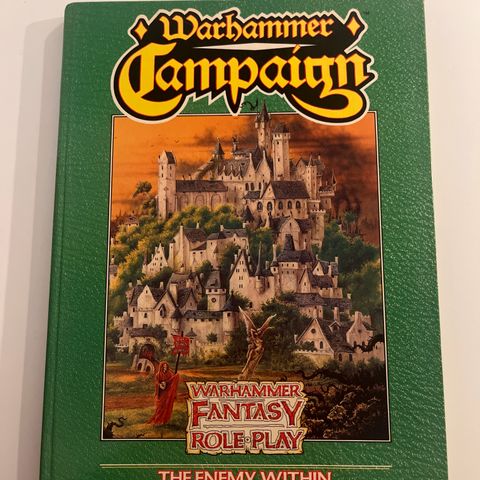 Warhammer
Campaign
WARHAMMER
FANTASY
ROLE·PLAY
THE ENEMY WITHIN